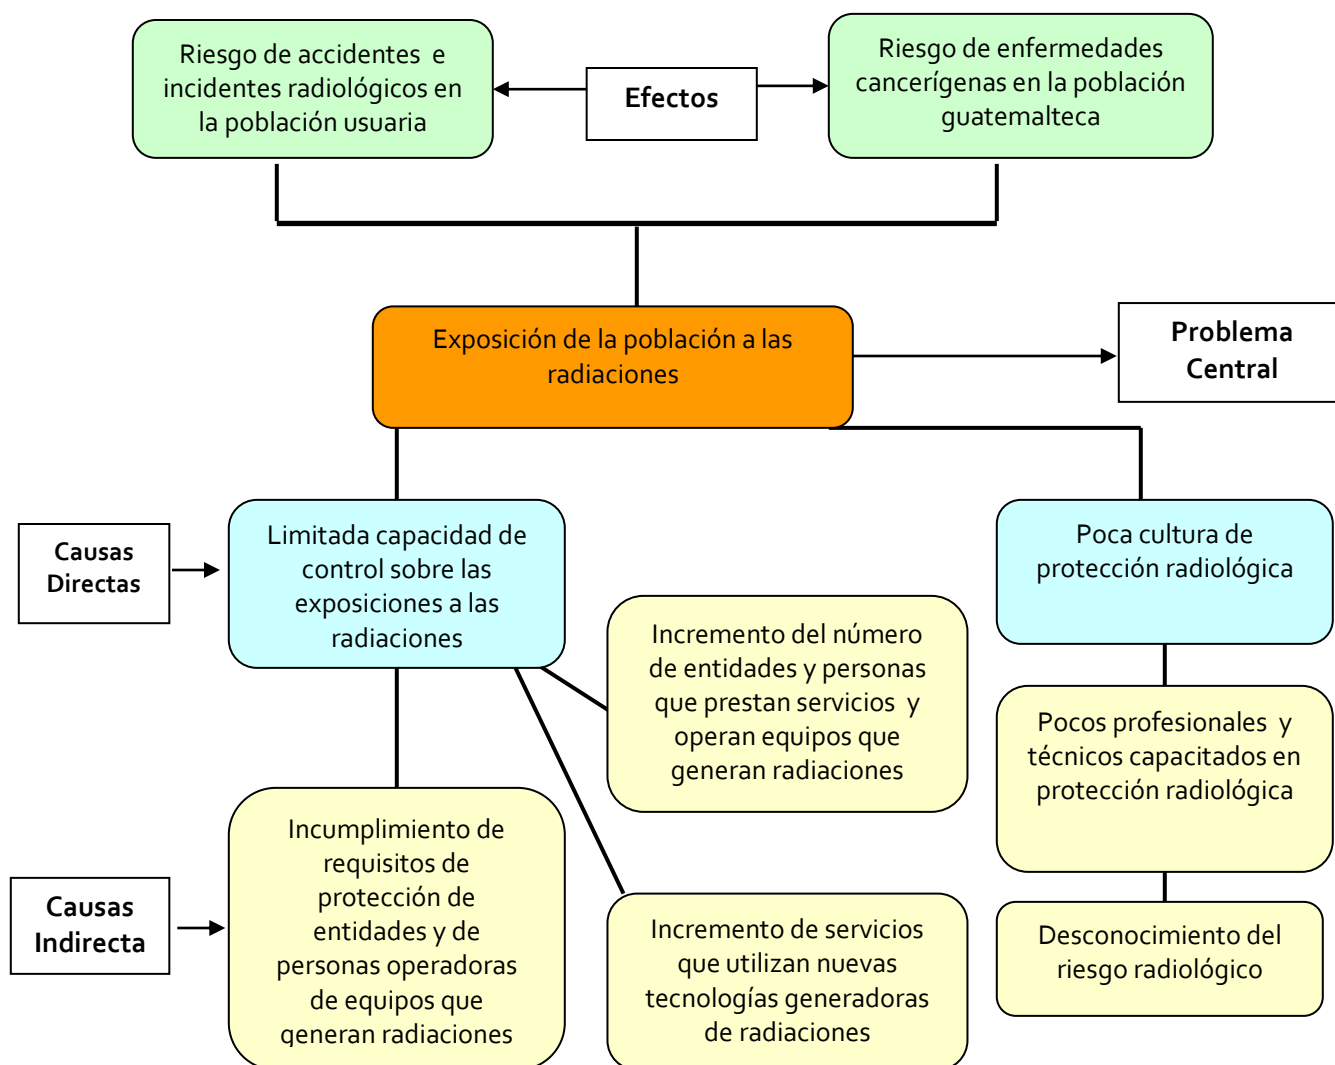 Riesgo de accidentes e
incidentes radiológicos en
la población usuaria
Efectos
Riesgo de enfermedades
cancerígenas en la población
guatemalteca
Exposición de la población a las
radiaciones
Problema
Central
Causas
Directas
Limitada capacidad de
control sobre las
exposiciones a las
radiaciones
Poca cultura de
protección radiológica
Incremento del número
de entidades y personas
que prestan servicios y
operan equipos que
generan radiaciones
Pocos profesionales y
técnicos capacitados en
protección radiológica
Causas
Indirecta
Incumplimiento de
requisitos de
protección de
entidades y de
personas operadoras
de equipos que
generan radiaciones
Incremento de servicios
que utilizan nuevas
tecnologías generadoras
de radiaciones
Desconocimiento del
riesgo radiológico